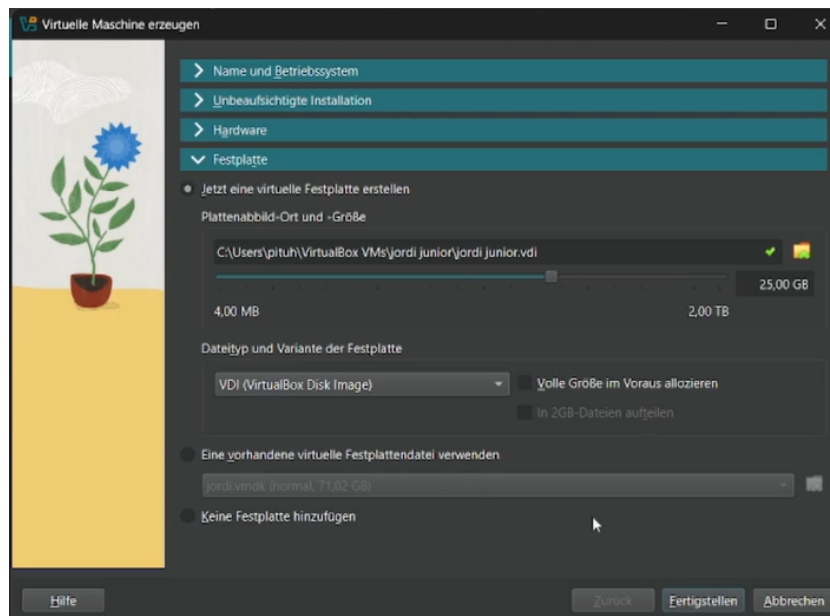 Virtuelle Maschine erzeugen
Name und Betriebssystem
Unbeaufsichtigte Installation
Hardware
Festplatte
Jetzt eine virtuelle Festplatte erstellen
Plattenabbild-Ort und -Größe
C:\Users\pituh\VirtualBox VMs\jordi junior\jordi junior.vdi
25,00 GB
4,00 MB 2,00 TB
Dateityp und Variante der Festplatte
VDI (VirtualBox Disk Image) Volle Größe im Voraus allozieren
In 2GB-Dateien aufteilen
Eine vorhandene virtuelle Festplattendatei verwenden
jordi.vmdk (normal, 71,02 GB)
Keine Festplatte hinzufügen
Hilfe Zurück Fertigstellen Abbrechen